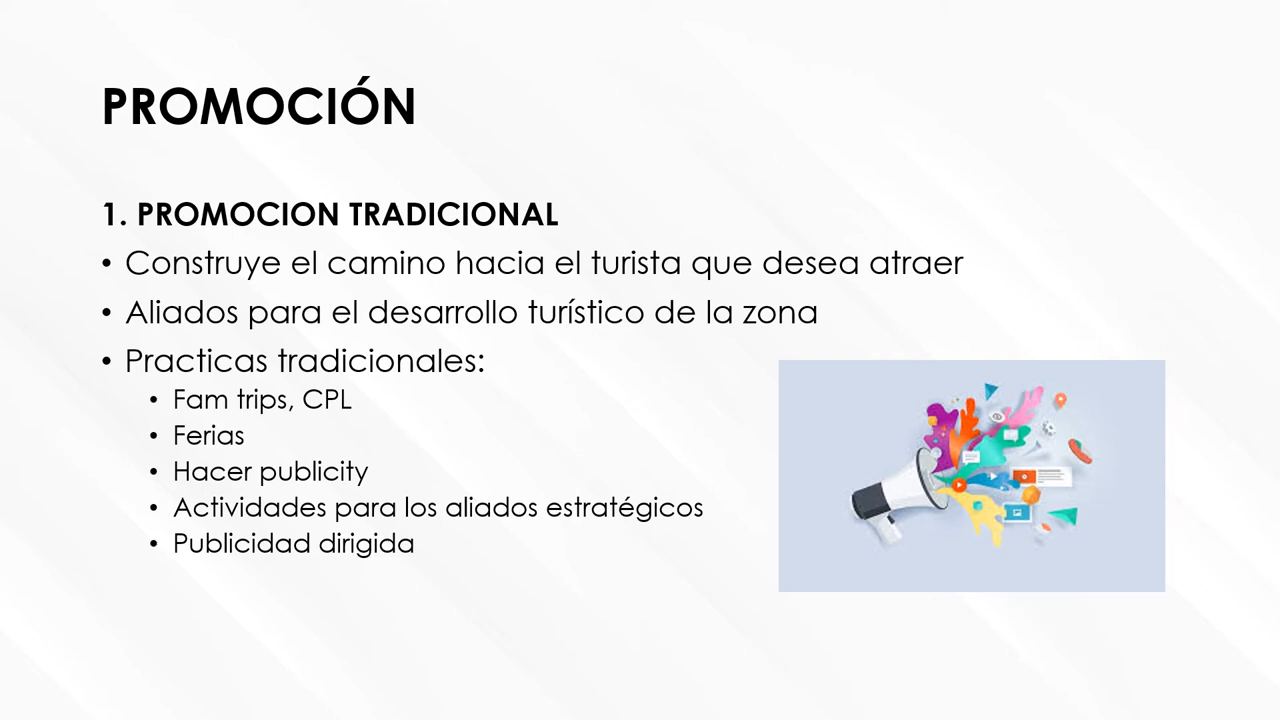 PROMOCIÓN
1. PROMOCION TRADICIONAL
• Construye el camino hacia el turista que desea atraer
• Aliados para el desarrollo turístico de la zona
• Practicas tradicionales:
• Fam trips, CPL
• Ferias
• Hacer publicity
• Actividades para los aliados estratégicos
• Publicidad dirigida